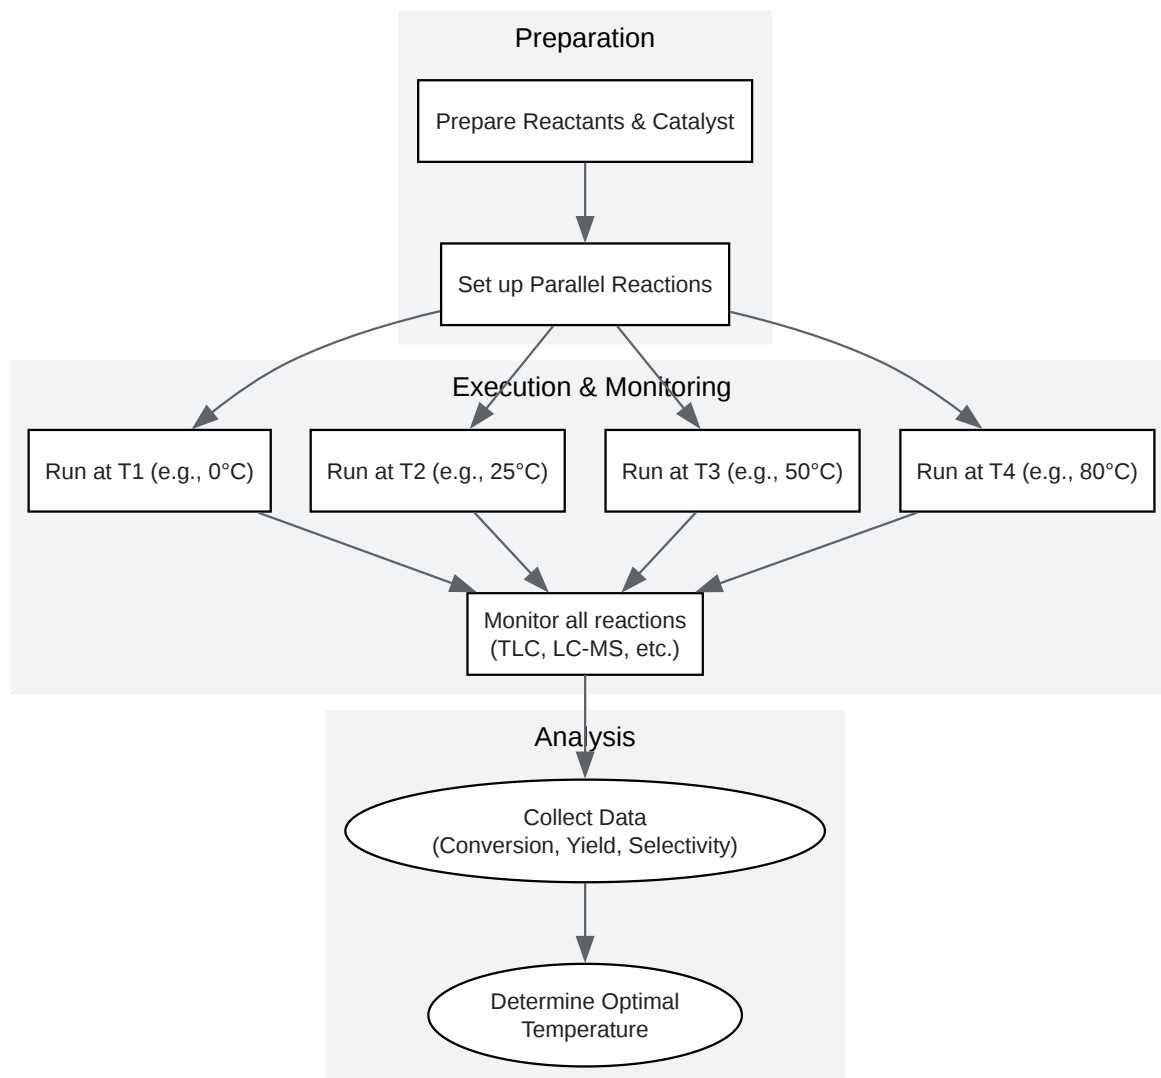 Preparation
Prepare Reactants & Catalyst
Set up Parallel Reactions
Execution & Monitoring
Run at T1 (e.g., 0°C)
Run at T2 (e.g., 25°C)
Run at T3 (e.g., 50°C)
Run at T4 (e.g., 80°C)
Monitor all reactions
(TLC, LC-MS, etc.)
Analysis
Collect Data
(Conversion, Yield, Selectivity)
Determine Optimal
Temperature